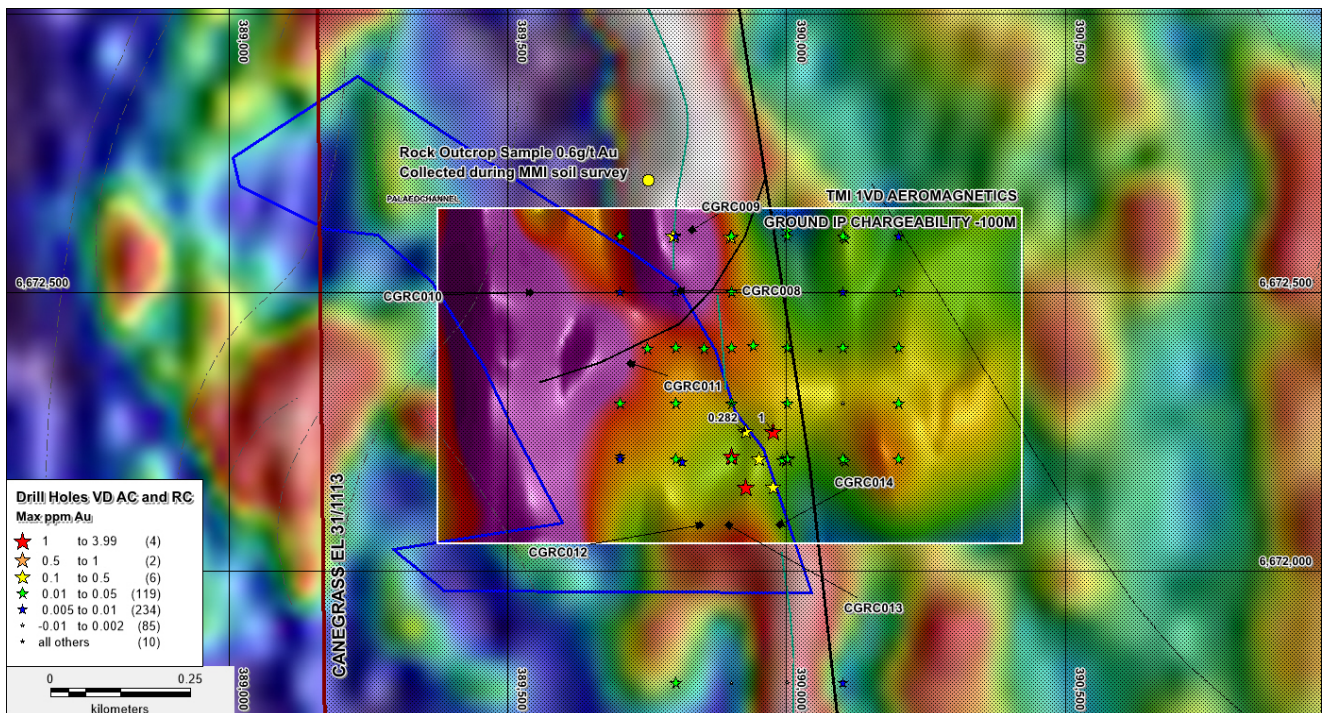 389,000
389,500
390,000
390,500
Rock Outcrop Sample 0.6g/t Au
Collected during MMI soil survey
PALAEOCHANNEL
TMI 1VD AEROMAGNETICS
CGRC009
GROUND IP CHARGEABILITY -100M
6,672,500
6,672,500
CGRC010
CGRC008
CGRC011
0.282
1
CGRC014
CGRC012
CGRC013
6,672,000
CANEGRASS EL 31/1113
Drill Holes VD AC and RC
Max ppm Au
1 to 3.99 (4)
0.5 to 1 (2)
0.1 to 0.5 (6)
0.01 to 0.05 (119)
0.005 to 0.01 (234)
-0.01 to 0.002 (85)
all others (10)
0 0.25
kilometers
389,000
389,500
390,000
390,500